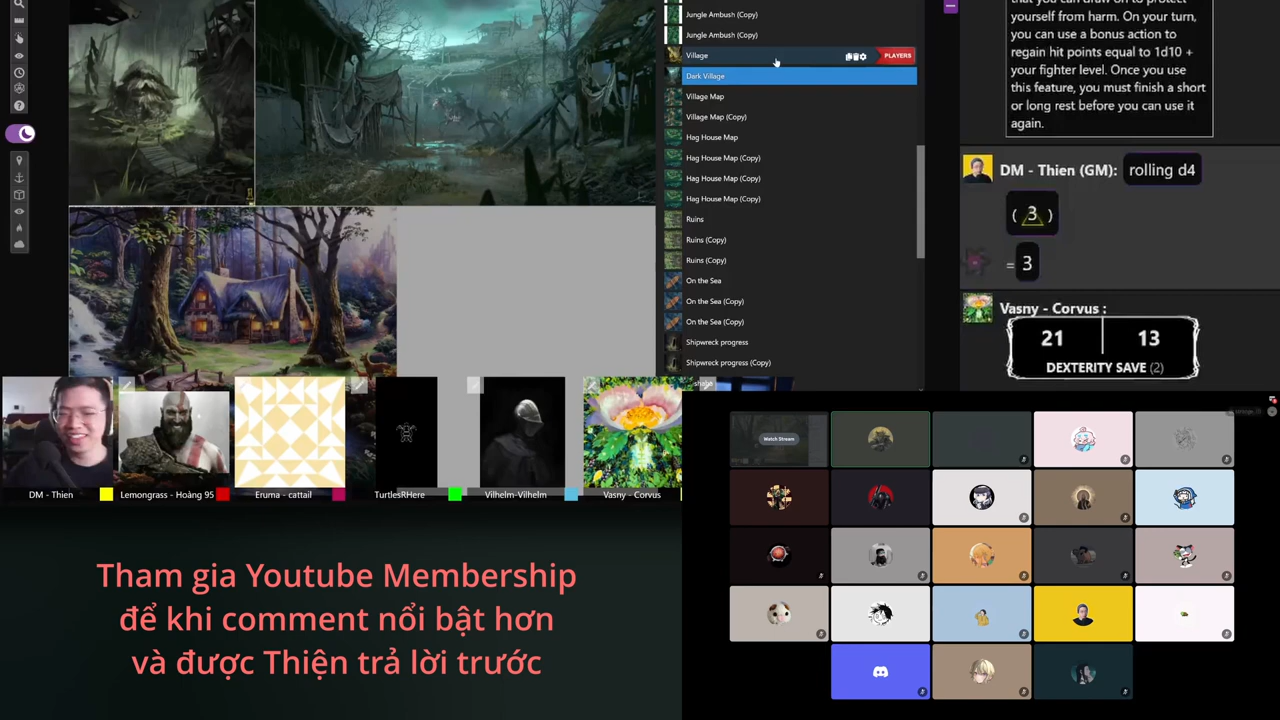 Jungle Ambush (Copy)
Jungle Ambush (Copy)
Village
PLAYERS
Dark Village
Village Map
Village Map (Copy)
Hag House Map
Hag House Map (Copy)
Hag House Map (Copy)
Hag House Map (Copy)
Ruins
Ruins (Copy)
Ruins (Copy)
On the Sea
On the Sea (Copy)
On the Sea (Copy)
Shipwreck progress
Shipwreck progress (Copy)
that you can draw on to protect
yourself from harm. On your turn,
you can use a bonus action to
regain hit points equal to 1d10 +
your fighter level. Once you use
this feature, you must finish a short
or long rest before you can use it
again.
DM - Thien (GM): rolling d4
( 3 )
= 3
Vasny - Corvus :
21 13
DEXTERITY SAVE (2)
DM - Thien
Lemongrass - Hoàng 95
Eruma - cattail
TurtlesRHere
Vilhelm-Vilhelm
Vasny - Corvus
Tham gia Youtube Membership
để khi comment nổi bật hơn
và được Thiện trả lời trước
Watch Stream